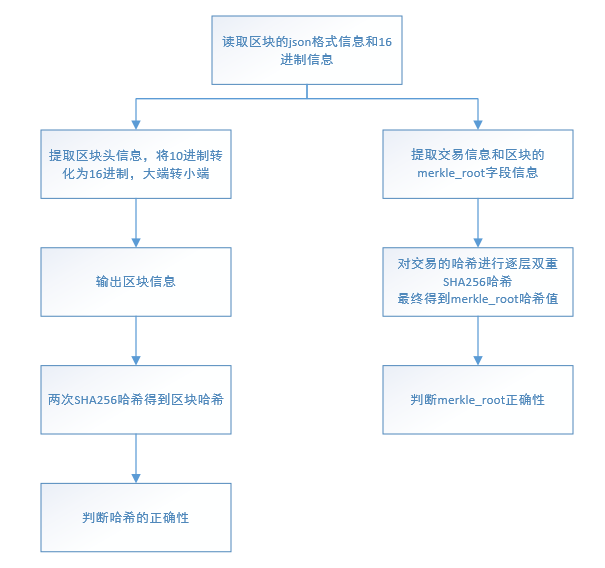 读取区块的json格式信息和16
进制信息
提取区块头信息，将10进制转
化为16进制，大端转小端
提取交易信息和区块的
merkle_root字段信息
输出区块信息
对交易的哈希进行逐层双重
SHA256哈希
最终得到merkle_root哈希值
两次SHA256哈希得到区块哈希
判断merkle_root正确性
判断哈希的正确性